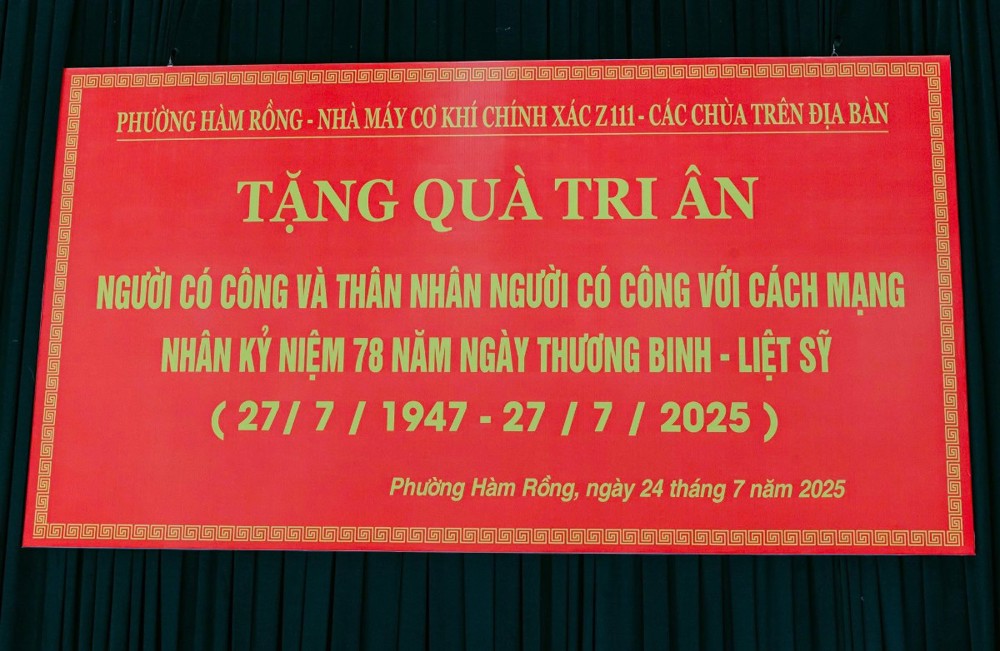 PHƯỜNG HÀM RỒNG - NHÀ MÁY CƠ KHÍ CHÍNH XÁC Z111 - CÁC CHÙA TRÊN ĐỊA BÀN
TẶNG QUÀ TRI ÂN
NGƯỜI CÓ CÔNG VÀ THÂN NHÂN NGƯỜI CÓ CÔNG VỚI CÁCH MẠNG
NHÂN KỶ NIỆM 78 NĂM NGÀY THƯƠNG BINH - LIỆT SỸ
( 27/ 7 / 1947 - 27 / 7 / 2025 )
Phường Hàm Rồng, ngày 24 tháng 7 năm 2025